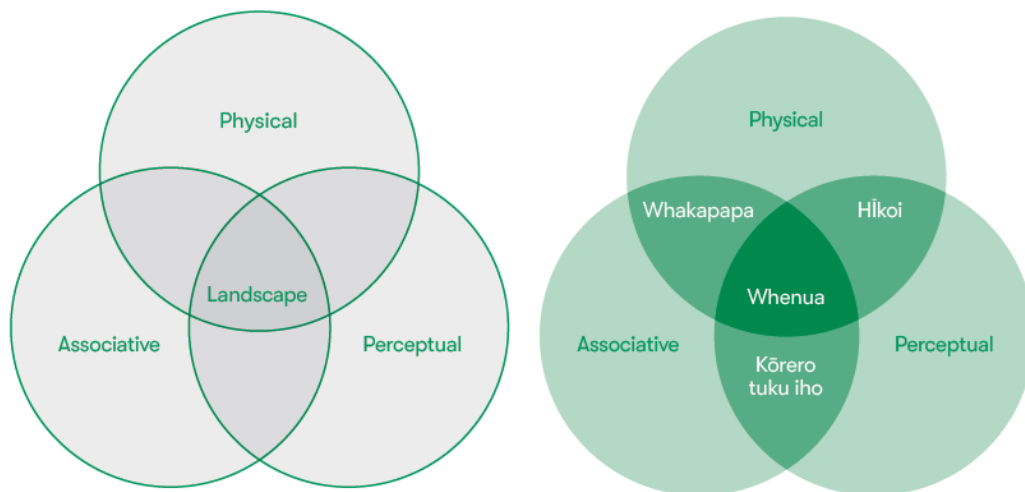 Physical
Landscape
Associative
Perceptual
Physical
Whakapapa
HĪkoi
Whenua
Associative
Kōrero
tuku iho
Perceptual